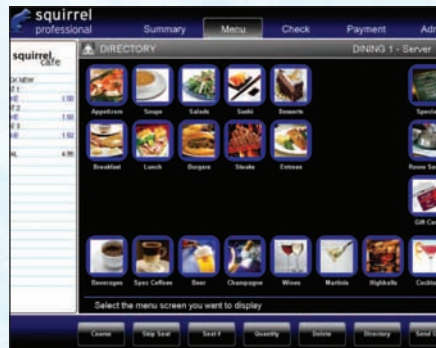 squirrel
professional
Summary
Menu
Check
Payment
DIRECTORY
DINING 1 - Server
squirrel
cafe
Appetizers
Soups
Salads
Sushi
Desserts
Breakfast
Lunch
Burgers
Steaks
Entrees
Beverages
Spec Coffees
Beer
Champagne
Wines
Martinis
Highballs
Select the menu screen you want to display
Course
Skip Seat
Seat #
Quantity
Delete
Directory